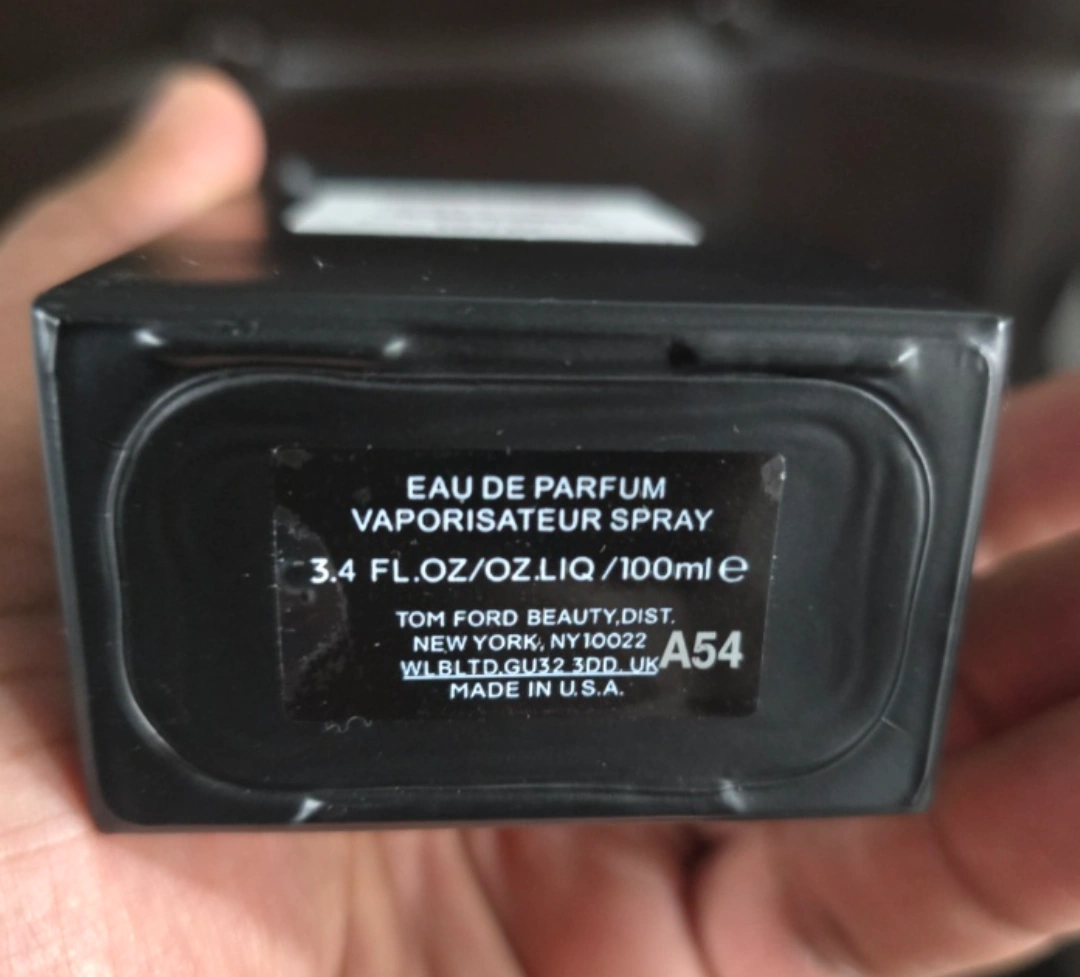 EAU DE PARFUM
VAPORISATEUR SPRAY
3.4 FL.OZ/OZ.LIQ/100ml e
TOM FORD BEAUTY,DIST.
NEW YORK, NY10022
WLBLTD.GU32 3DD. UK
A54
MADE IN U.S.A.